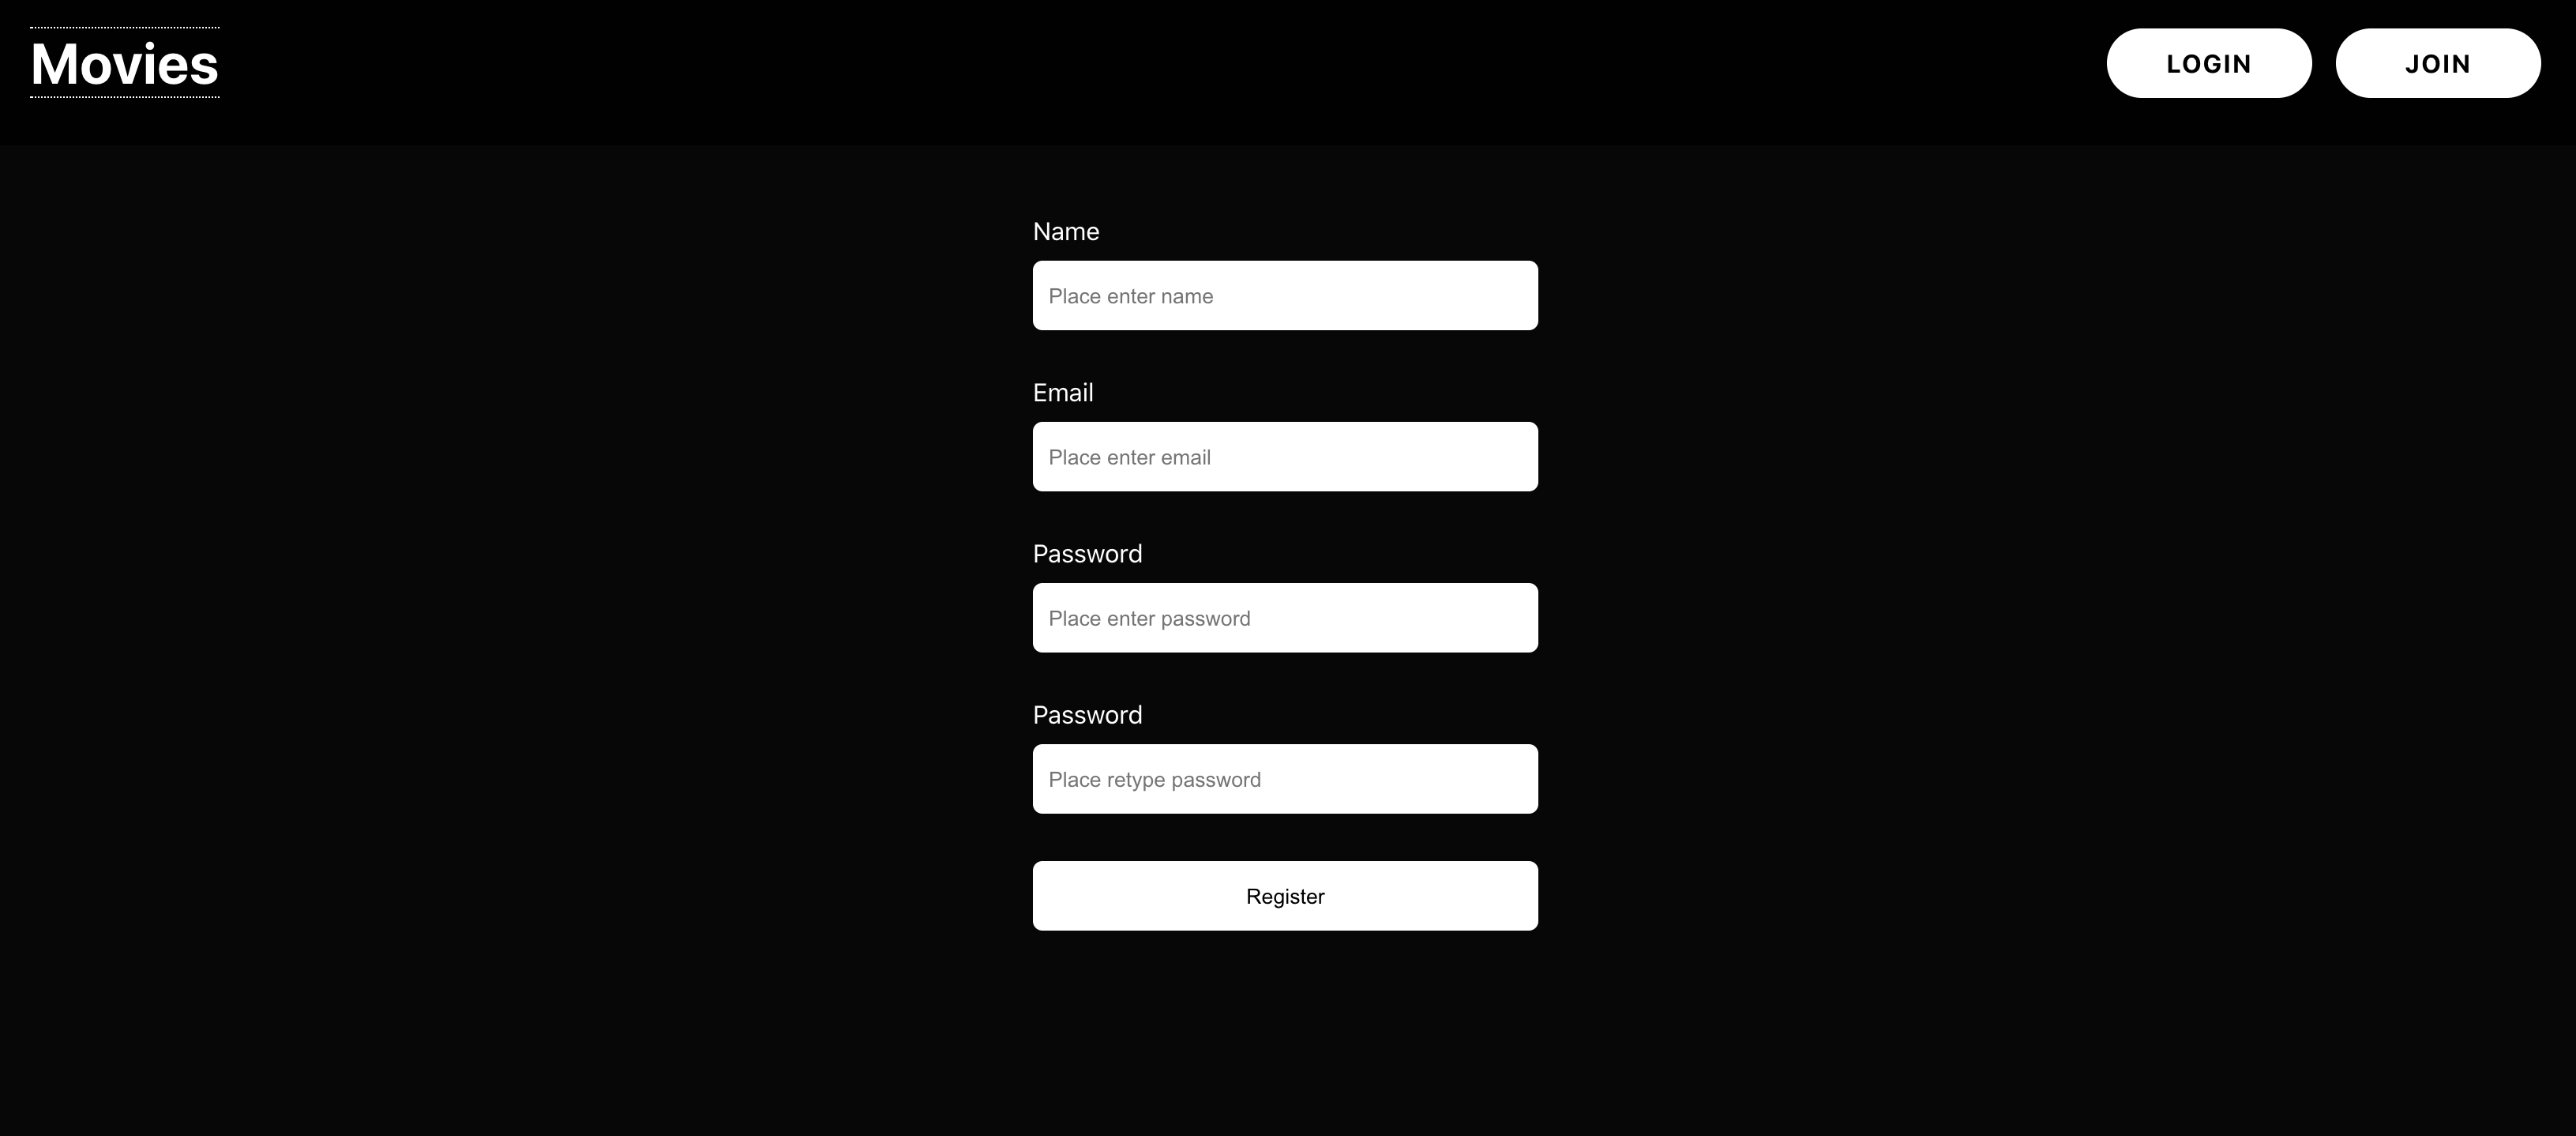 Movies
LOGIN
JOIN
Name
Place enter name
Email
Place enter email
Password
Place enter password
Password
Place retype password
Register